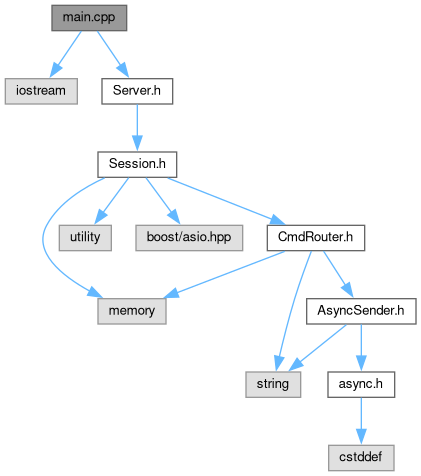 main.cpp
iostream
Server.h
Session.h
utility
boost/asio.hpp
CmdRouter.h
memory
AsyncSender.h
string
async.h
cstddef